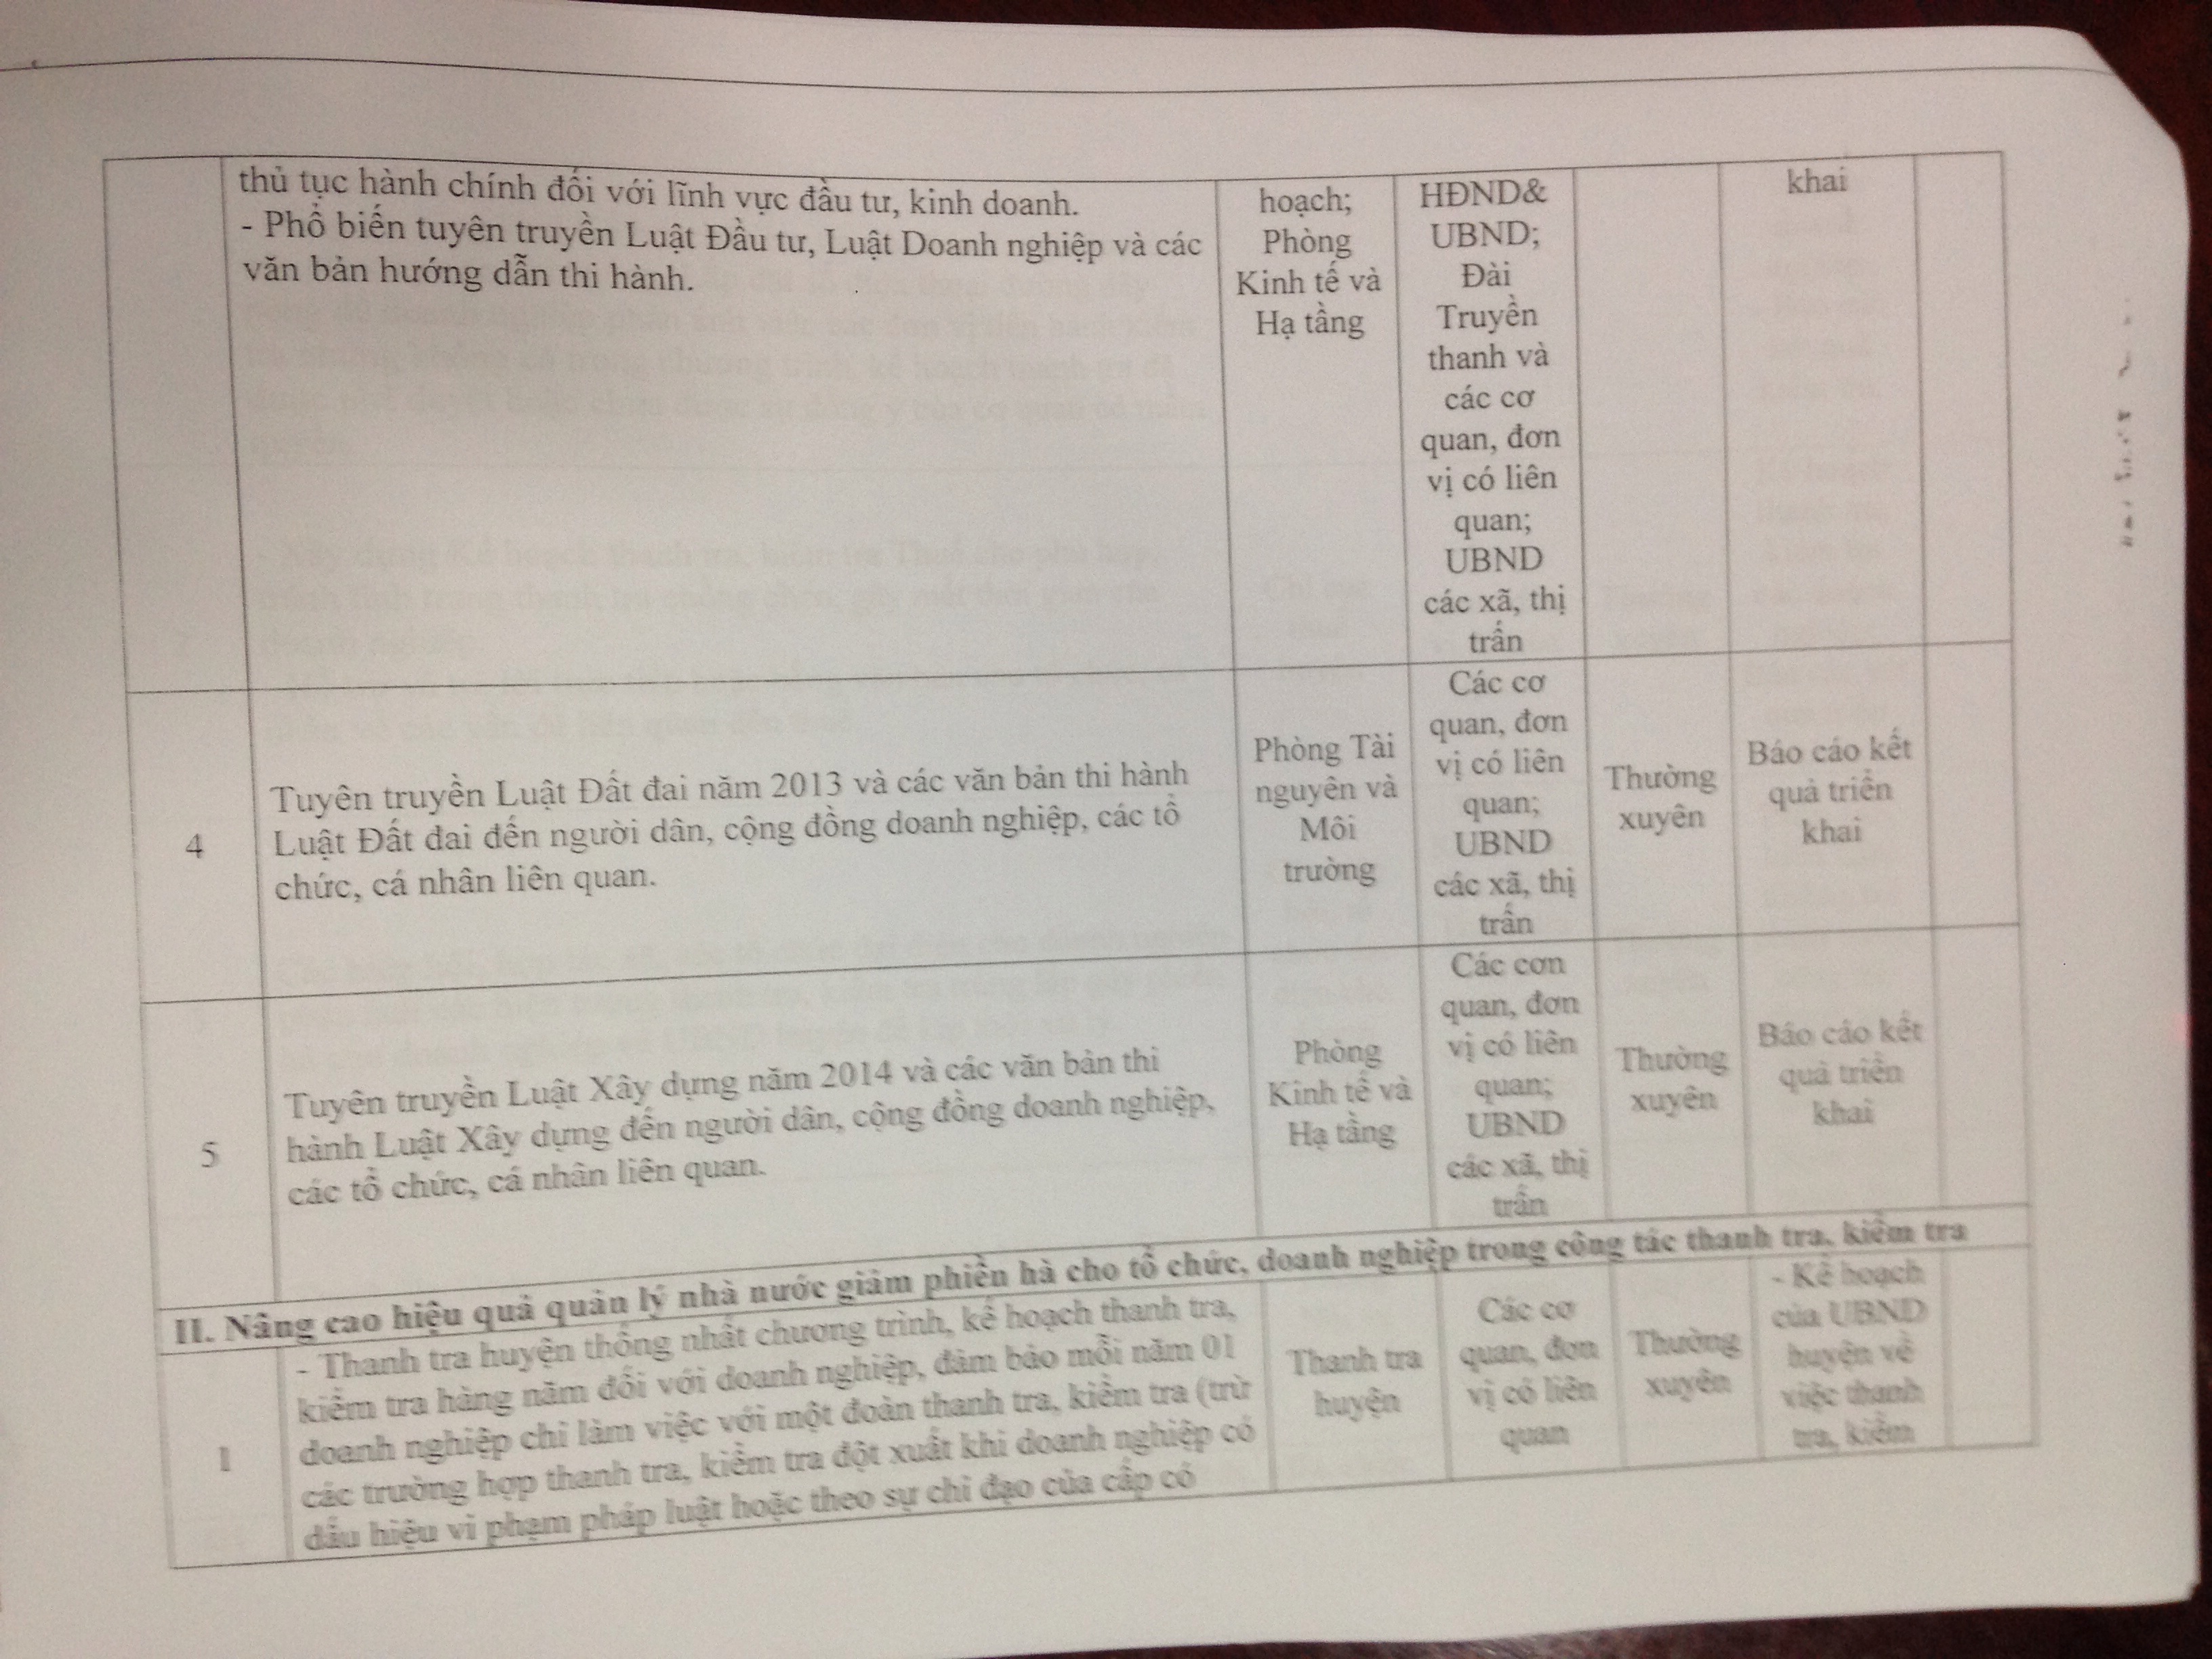 thủ tục hành chính đối với lĩnh vực đầu tư, kinh doanh.
- Phổ biến tuyên truyền Luật Đầu tư, Luật Doanh nghiệp và các
văn bản hướng dẫn thi hành.
hoạch;
Phòng
Kinh tế và
Hạ tầng
HĐND&
UBND;
Đài
Truyền
thanh và
các cơ
quan, đơn
vị có liên
quan;
UBND
các xã, thị
trấn
khai
4
Tuyên truyền Luật Đất đai năm 2013 và các văn bản thi hành
Luật Đất đai đến người dân, cộng đồng doanh nghiệp, các tổ
chức, cá nhân liên quan.
Phòng Tài
nguyên và
Môi
trường
Các cơ
quan, đơn
vị có liên
quan;
UBND
các xã, thị
trấn
Thường
xuyên
Báo cáo kết
quả triển
khai
5
Tuyên truyền Luật Xây dựng năm 2014 và các văn bản thi
hành Luật Xây dựng đến người dân, cộng đồng doanh nghiệp,
các tổ chức, cá nhân liên quan.
Phòng
Kinh tế và
Hạ tầng
Các cơn
quan, đơn
vị có liên
quan;
UBND
các xã, thị
trấn
Thường
xuyên
Báo cáo kết
quả triển
khai
II. Nâng cao hiệu quả quản lý nhà nước giảm phiền hà cho tổ chức, doanh nghiệp trong công tác thanh tra, kiểm tra
1
- Thanh tra huyện thống nhất chương trình, kế hoạch thanh tra,
kiểm tra hàng năm đối với doanh nghiệp, đảm bảo mỗi năm 01
doanh nghiệp chỉ làm việc với một đoàn thanh tra, kiểm tra (trừ
các trường hợp thanh tra, kiểm tra đột xuất khi doanh nghiệp có
dấu hiệu vi phạm pháp luật hoặc theo sự chỉ đạo của cấp có
Thanh tra
huyện
Các cơ
quan, đơn
vị có liên
quan
Thường
xuyên
- Kế hoạch
của UBND
huyện về
việc thanh
tra, kiểm